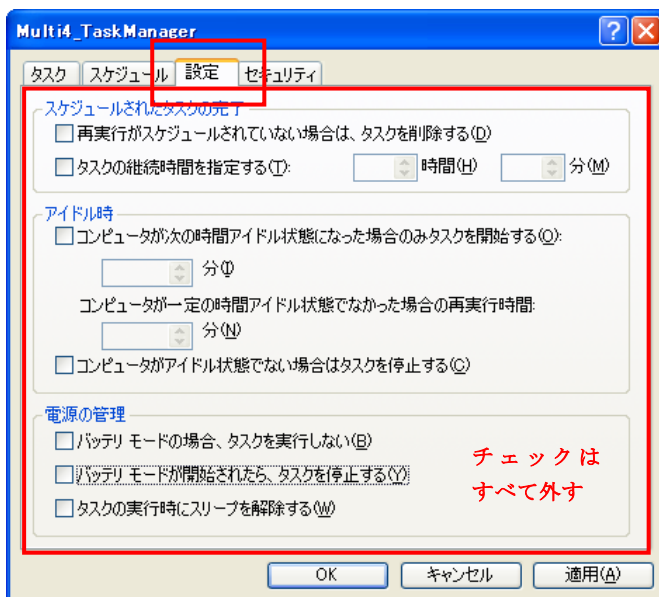 Multi4_TaskManager
タスク スケジュール 設定 セキュリティ
スケジュールされたタスクの完了
再実行がスケジュールされていない場合は、タスクを削除する(D)
タスクの継続時間を指定する(T): 時間(H) 分(M)
アイドル時
コンピュータが次の時間アイドル状態になった場合のみタスクを開始する(O):
分(I)
コンピュータが一定の時間アイドル状態でなかった場合の再実行時間:
分(N)
コンピュータがアイドル状態でない場合はタスクを停止する(C)
電源の管理
バッテリ モードの場合、タスクを実行しない(B)
バッテリ モードが開始されたら、タスクを停止する(Y)
タスクの実行時にスリープを解除する(W)
チェックは
すべて外す
OK キャンセル 適用(A)